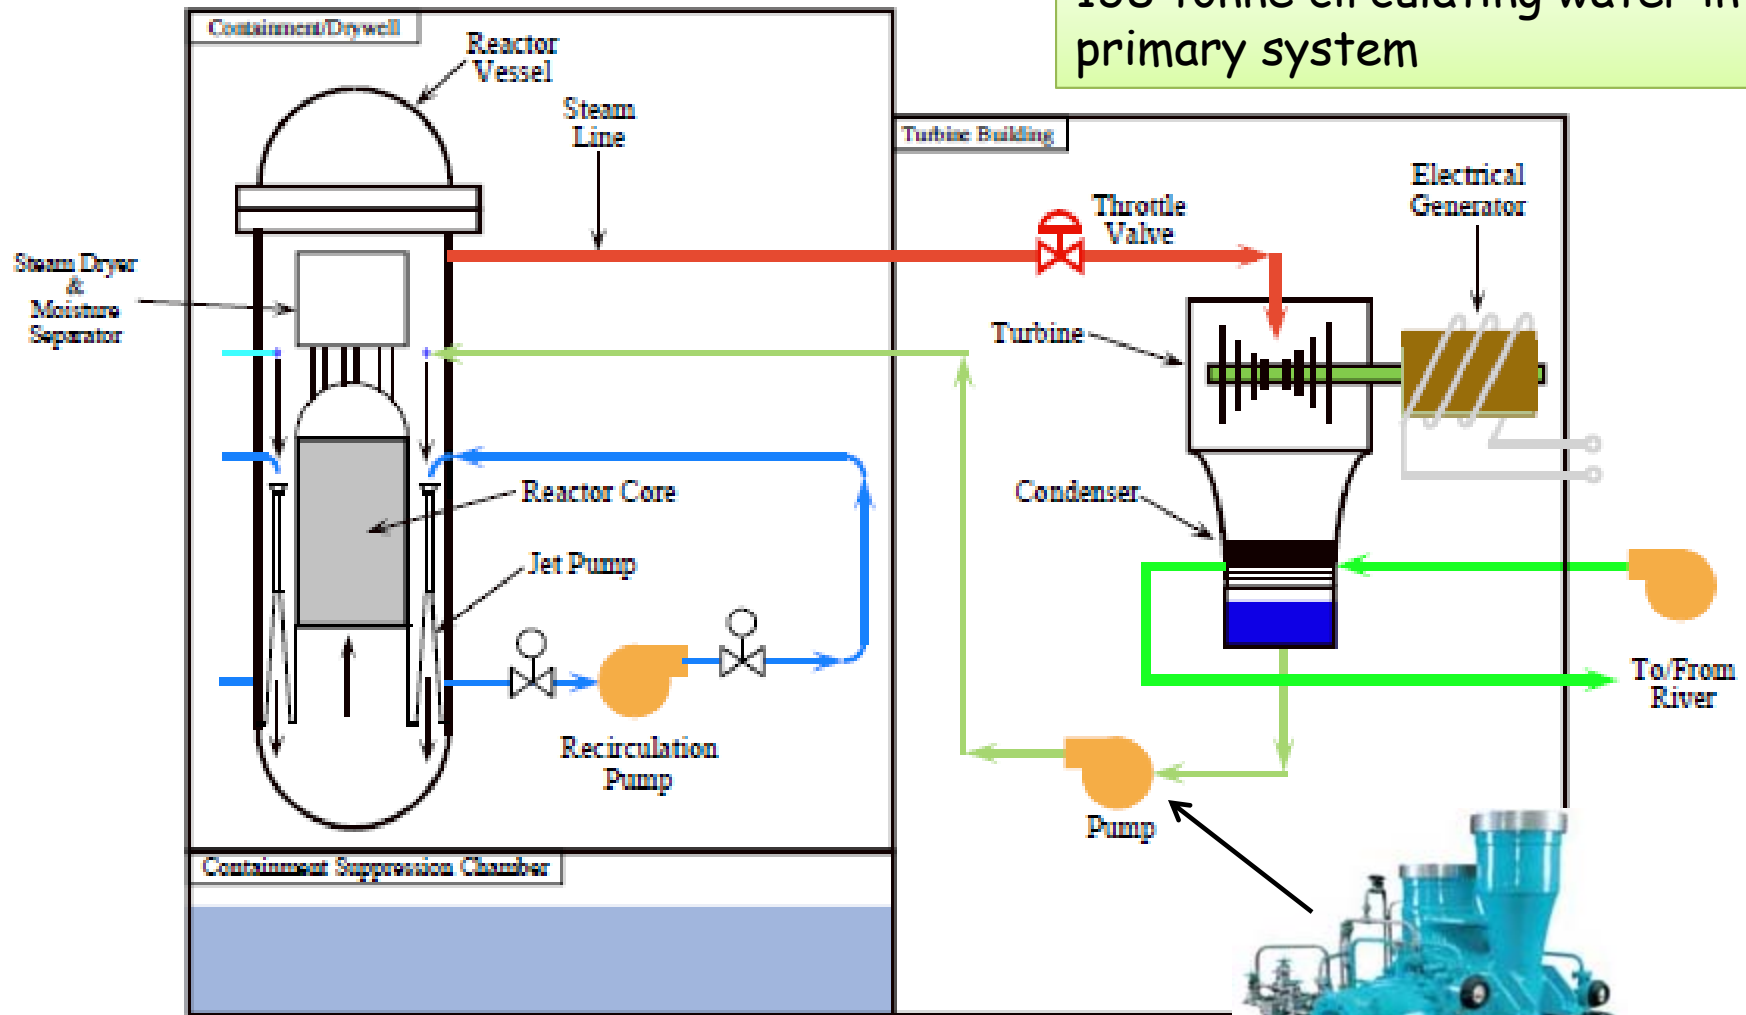 primary system
Containment/Drywell
Reactor
Vessel
Steam
Line
Turbine Building
Electrical
Generator
Throttle
Valve
Steam Dryer
&
Moisture
Separator
Turbine
Condenser
Reactor Core
Jet Pump
To/From
River
Recirculation
Pump
Pump
Containment Suppression Chamber